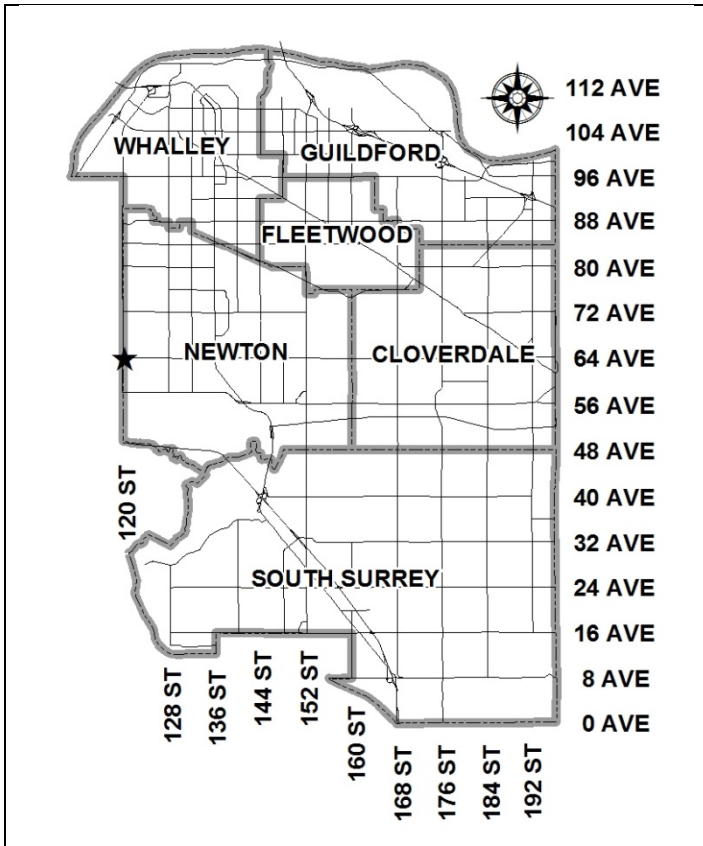 112 AVE
104 AVE
WHALLEY
GUILDFORD
96 AVE
88 AVE
FLEETWOOD
80 AVE
72 AVE
NEWTON
CLOVERDALE
64 AVE
56 AVE
48 AVE
120 ST
40 AVE
32 AVE
SOUTH SURREY
24 AVE
16 AVE
128 ST
136 ST
144 ST
152 ST
160 ST
8 AVE
0 AVE
168 ST
176 ST
184 ST
192 ST